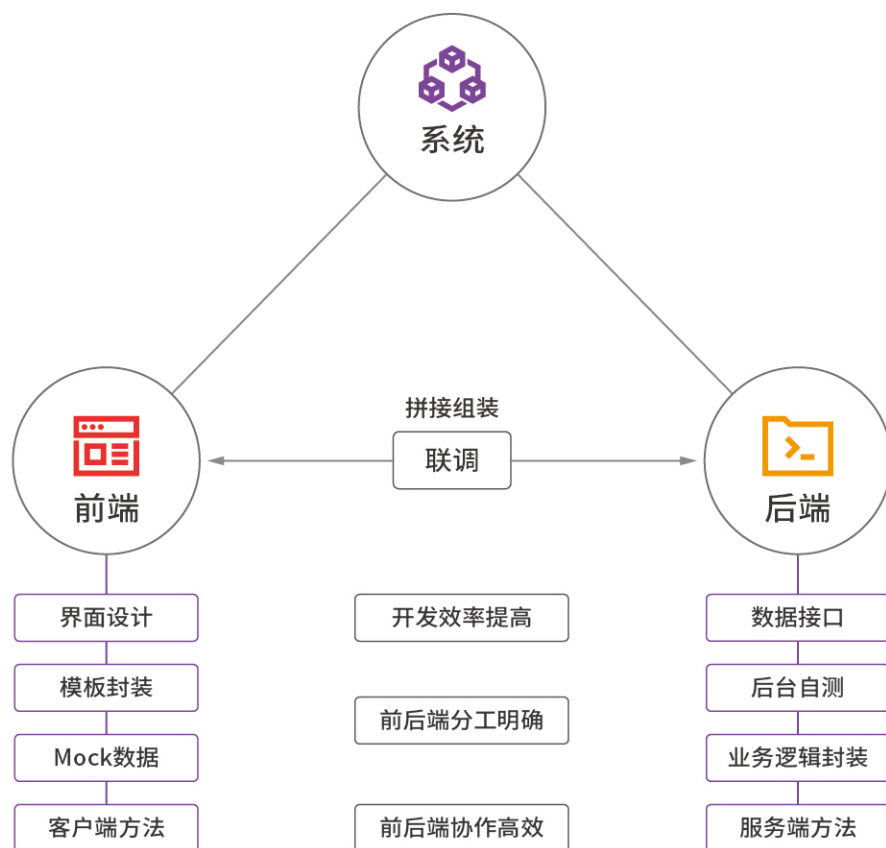 系统
拼接组装
联调
前端
后端
界面设计
开发效率提高
数据接口
模板封装
后台自测
前后端分工明确
Mock数据
业务逻辑封装
客户端方法
前后端协作高效
服务端方法